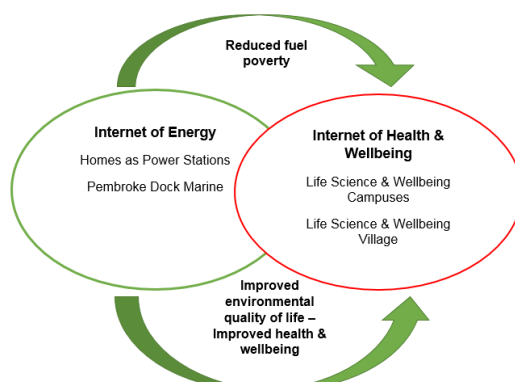 Reduced fuel
poverty
Internet of Energy
Homes as Power Stations
Pembroke Dock Marine
Internet of Health &
Wellbeing
Life Science & Wellbeing
Campuses
Life Science & Wellbeing
Village
Improved
environmental
quality of life –
Improved health &
wellbeing